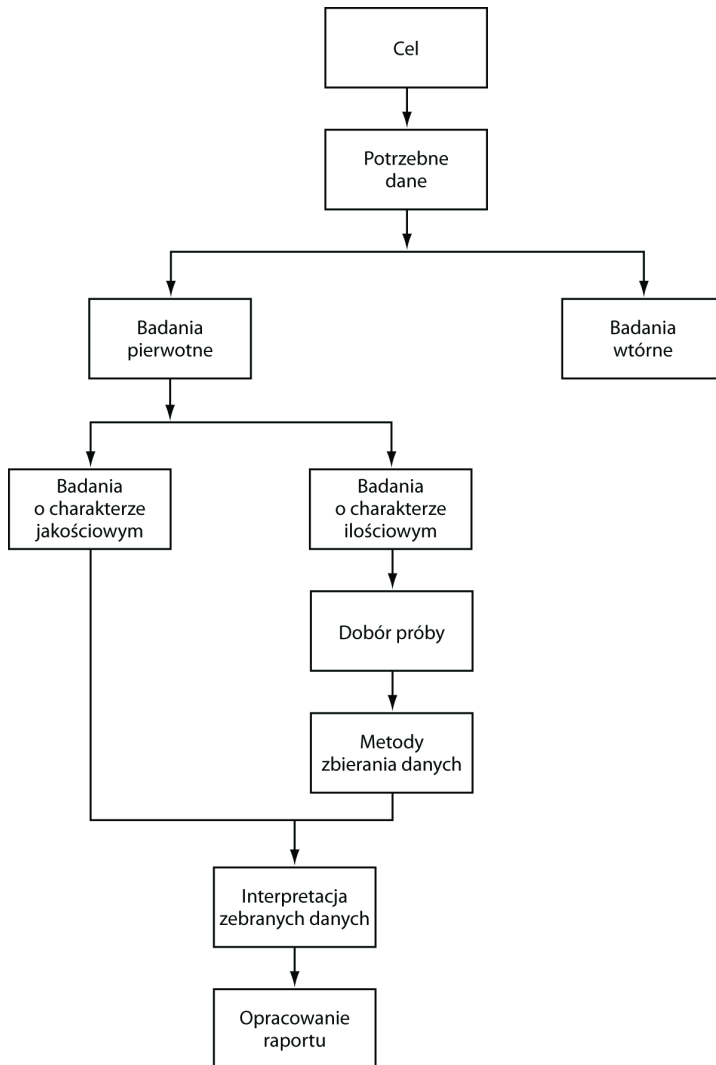 Cel
Potrzebne
dane
Badania
pierwotne
Badania
wtórne
Badania
o charakterze
jakościowym
Badania
o charakterze
ilościowym
Dobór próby
Metody
zbierania danych
Interpretacja
zebranych danych
Opracowanie
raportu